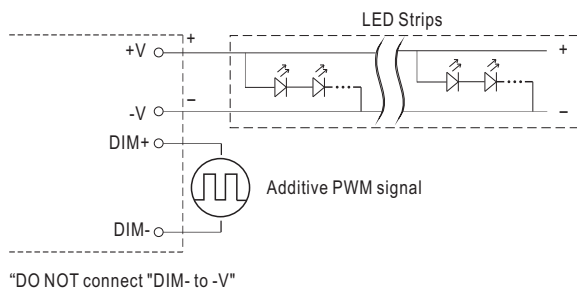 LED Strips
+V
+
+
-V
−
−
DIM+
Additive PWM signal
DIM-
“DO NOT connect "DIM- to -V"